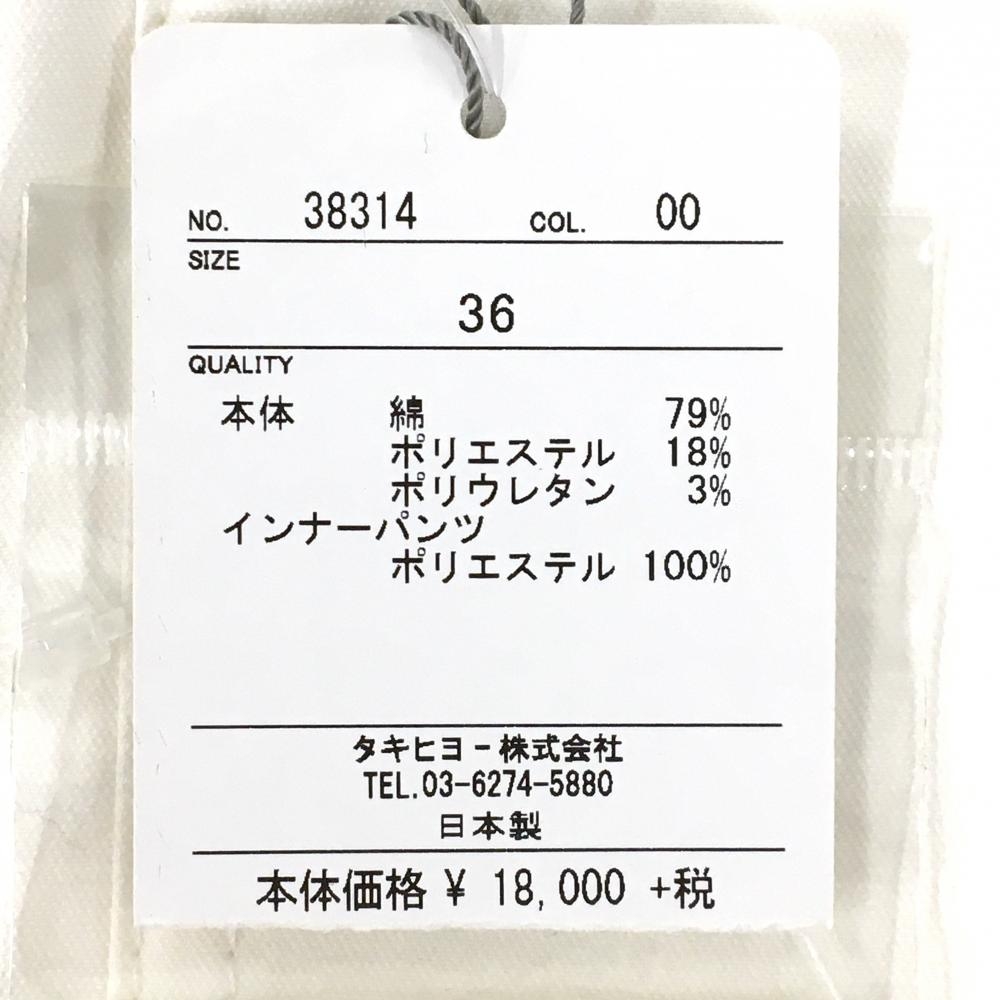 NO. 38314 COL. 00
SIZE
36
QUALITY
本体 綿 79%
ポリエステル 18%
ポリウレタン 3%
インナーパンツ
ポリエステル 100%
タキヒヨー株式会社
TEL.03-6274-5880
日本製
本体価格 ¥ 18,000 +税